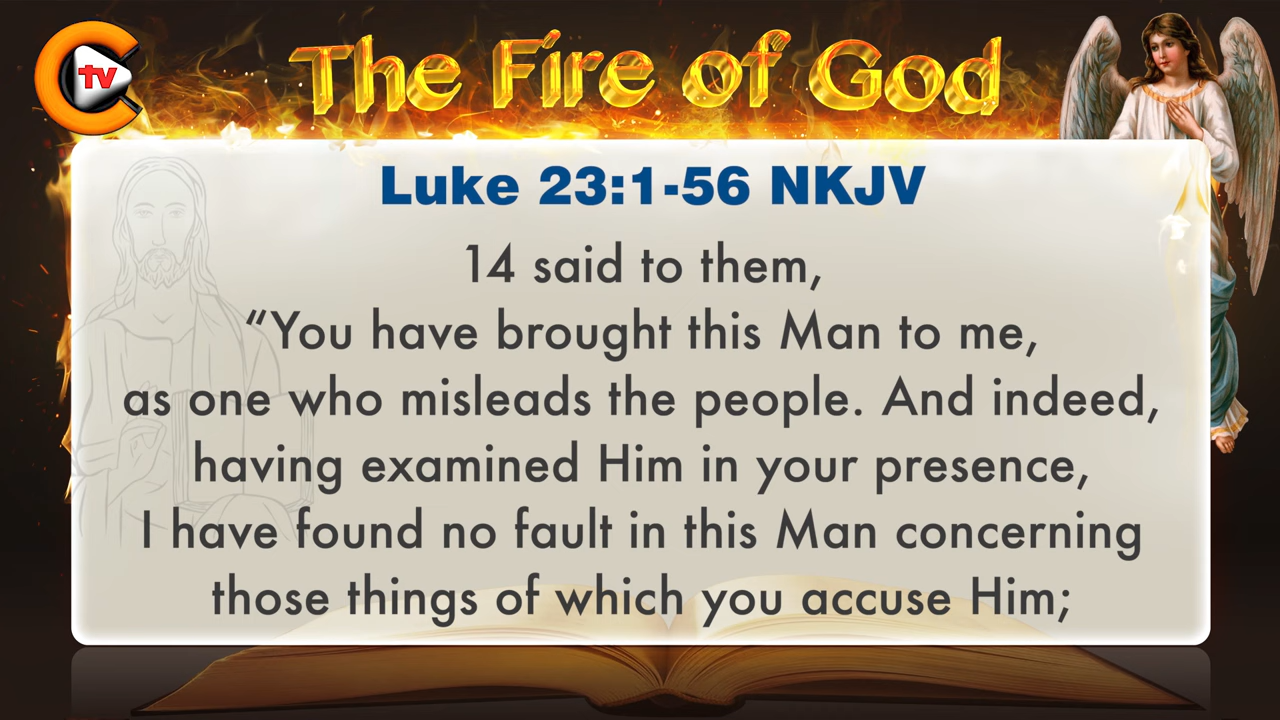 tv
The Fire of God
Luke 23:1-56 NKJV
14 said to them,
“You have brought this Man to me,
as one who misleads the people. And indeed,
having examined Him in your presence,
I have found no fault in this Man concerning
those things of which you accuse Him;